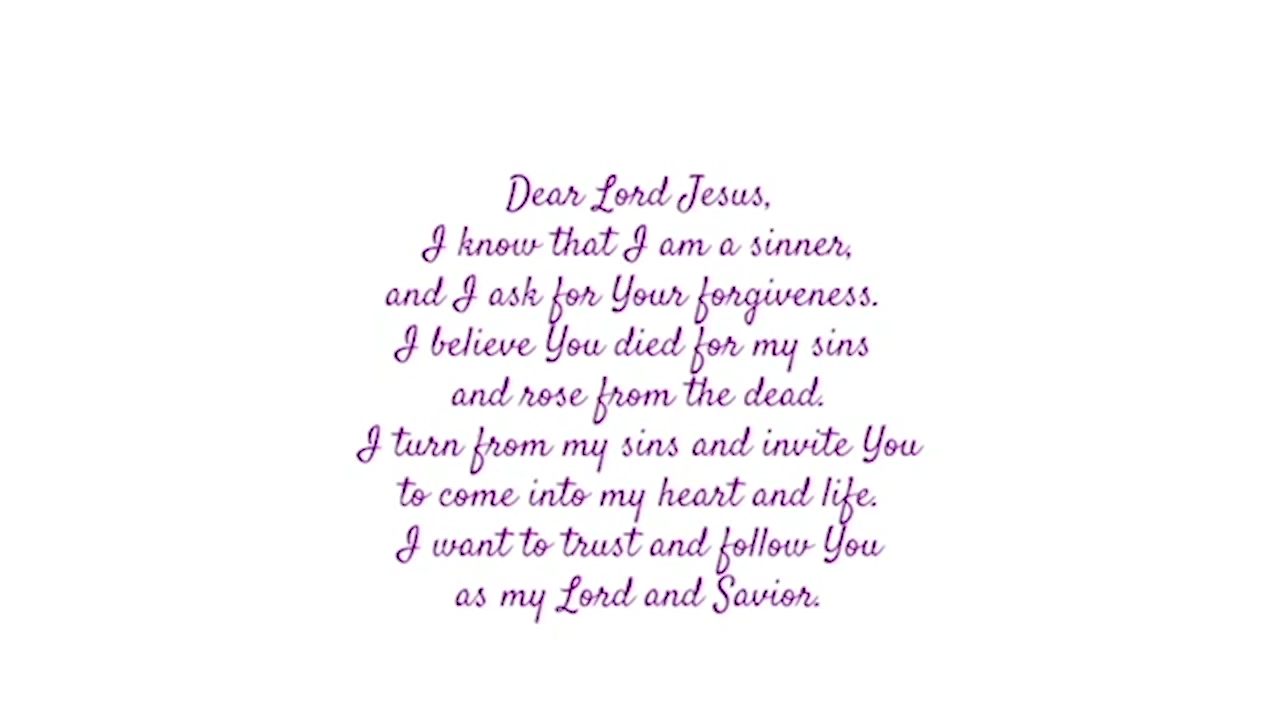 Dear Lord Jesus,
I know that I am a sinner,
and I ask for Your forgiveness.
I believe You died for my sins
and rose from the dead.
I turn from my sins and invite You
to come into my heart and life.
I want to trust and follow You
as my Lord and Savior.